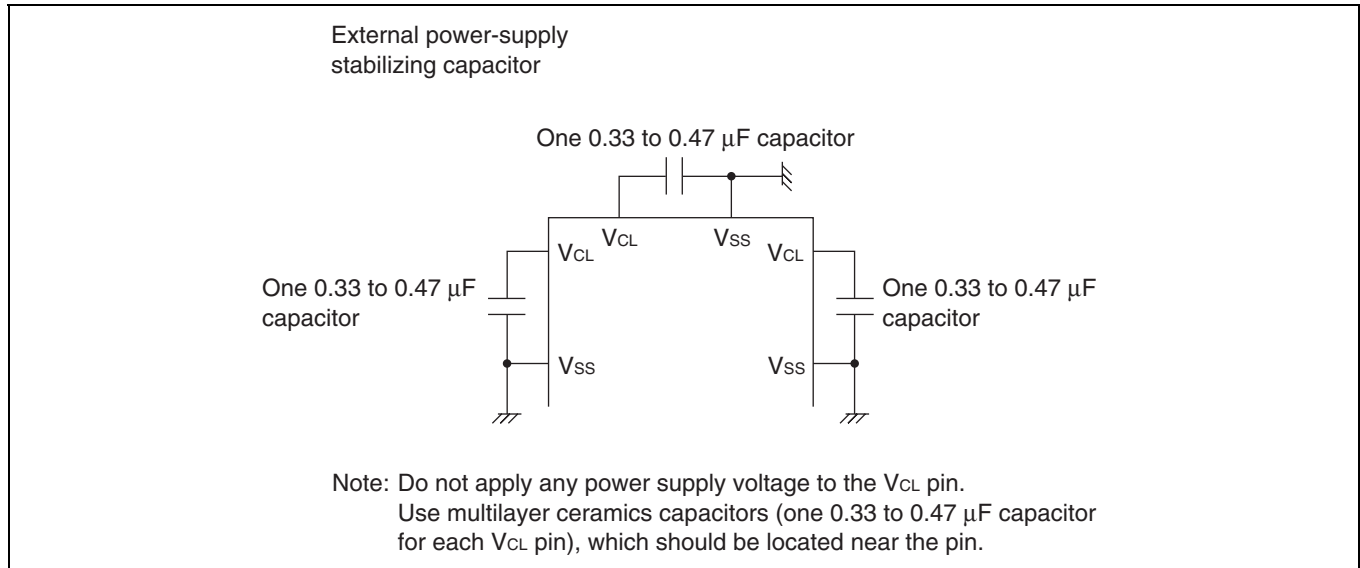 External power-supply
stabilizing capacitor
One 0.33 to 0.47 μF capacitor
VCL
VCL
VSS
VCL
One 0.33 to 0.47 μF
capacitor
One 0.33 to 0.47 μF
capacitor
VSS
VSS
Note: Do not apply any power supply voltage to the VCL pin.
Use multilayer ceramics capacitors (one 0.33 to 0.47 μF capacitor
for each VCL pin), which should be located near the pin.